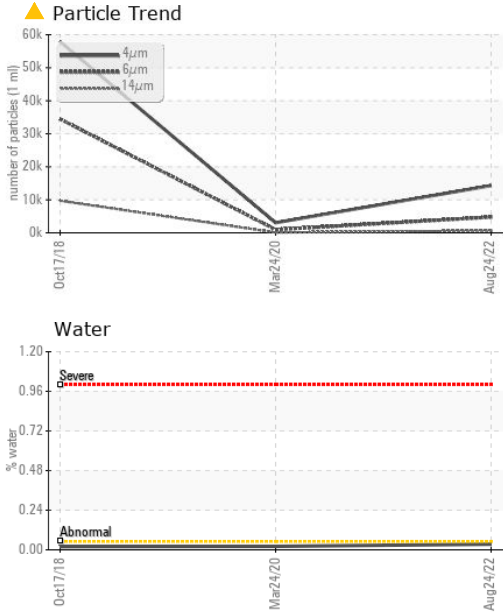 Particle Trend
number of particles (1 ml)
60k
50k
40k
30k
20k
10k
0k
4μm
6μm
14μm
Oct17/18
Mar24/20
Aug24/22
Water
% water
1.20
0.96
0.72
0.48
0.24
0.00
Severe
Abnormal
Oct17/18
Mar24/20
Aug24/22